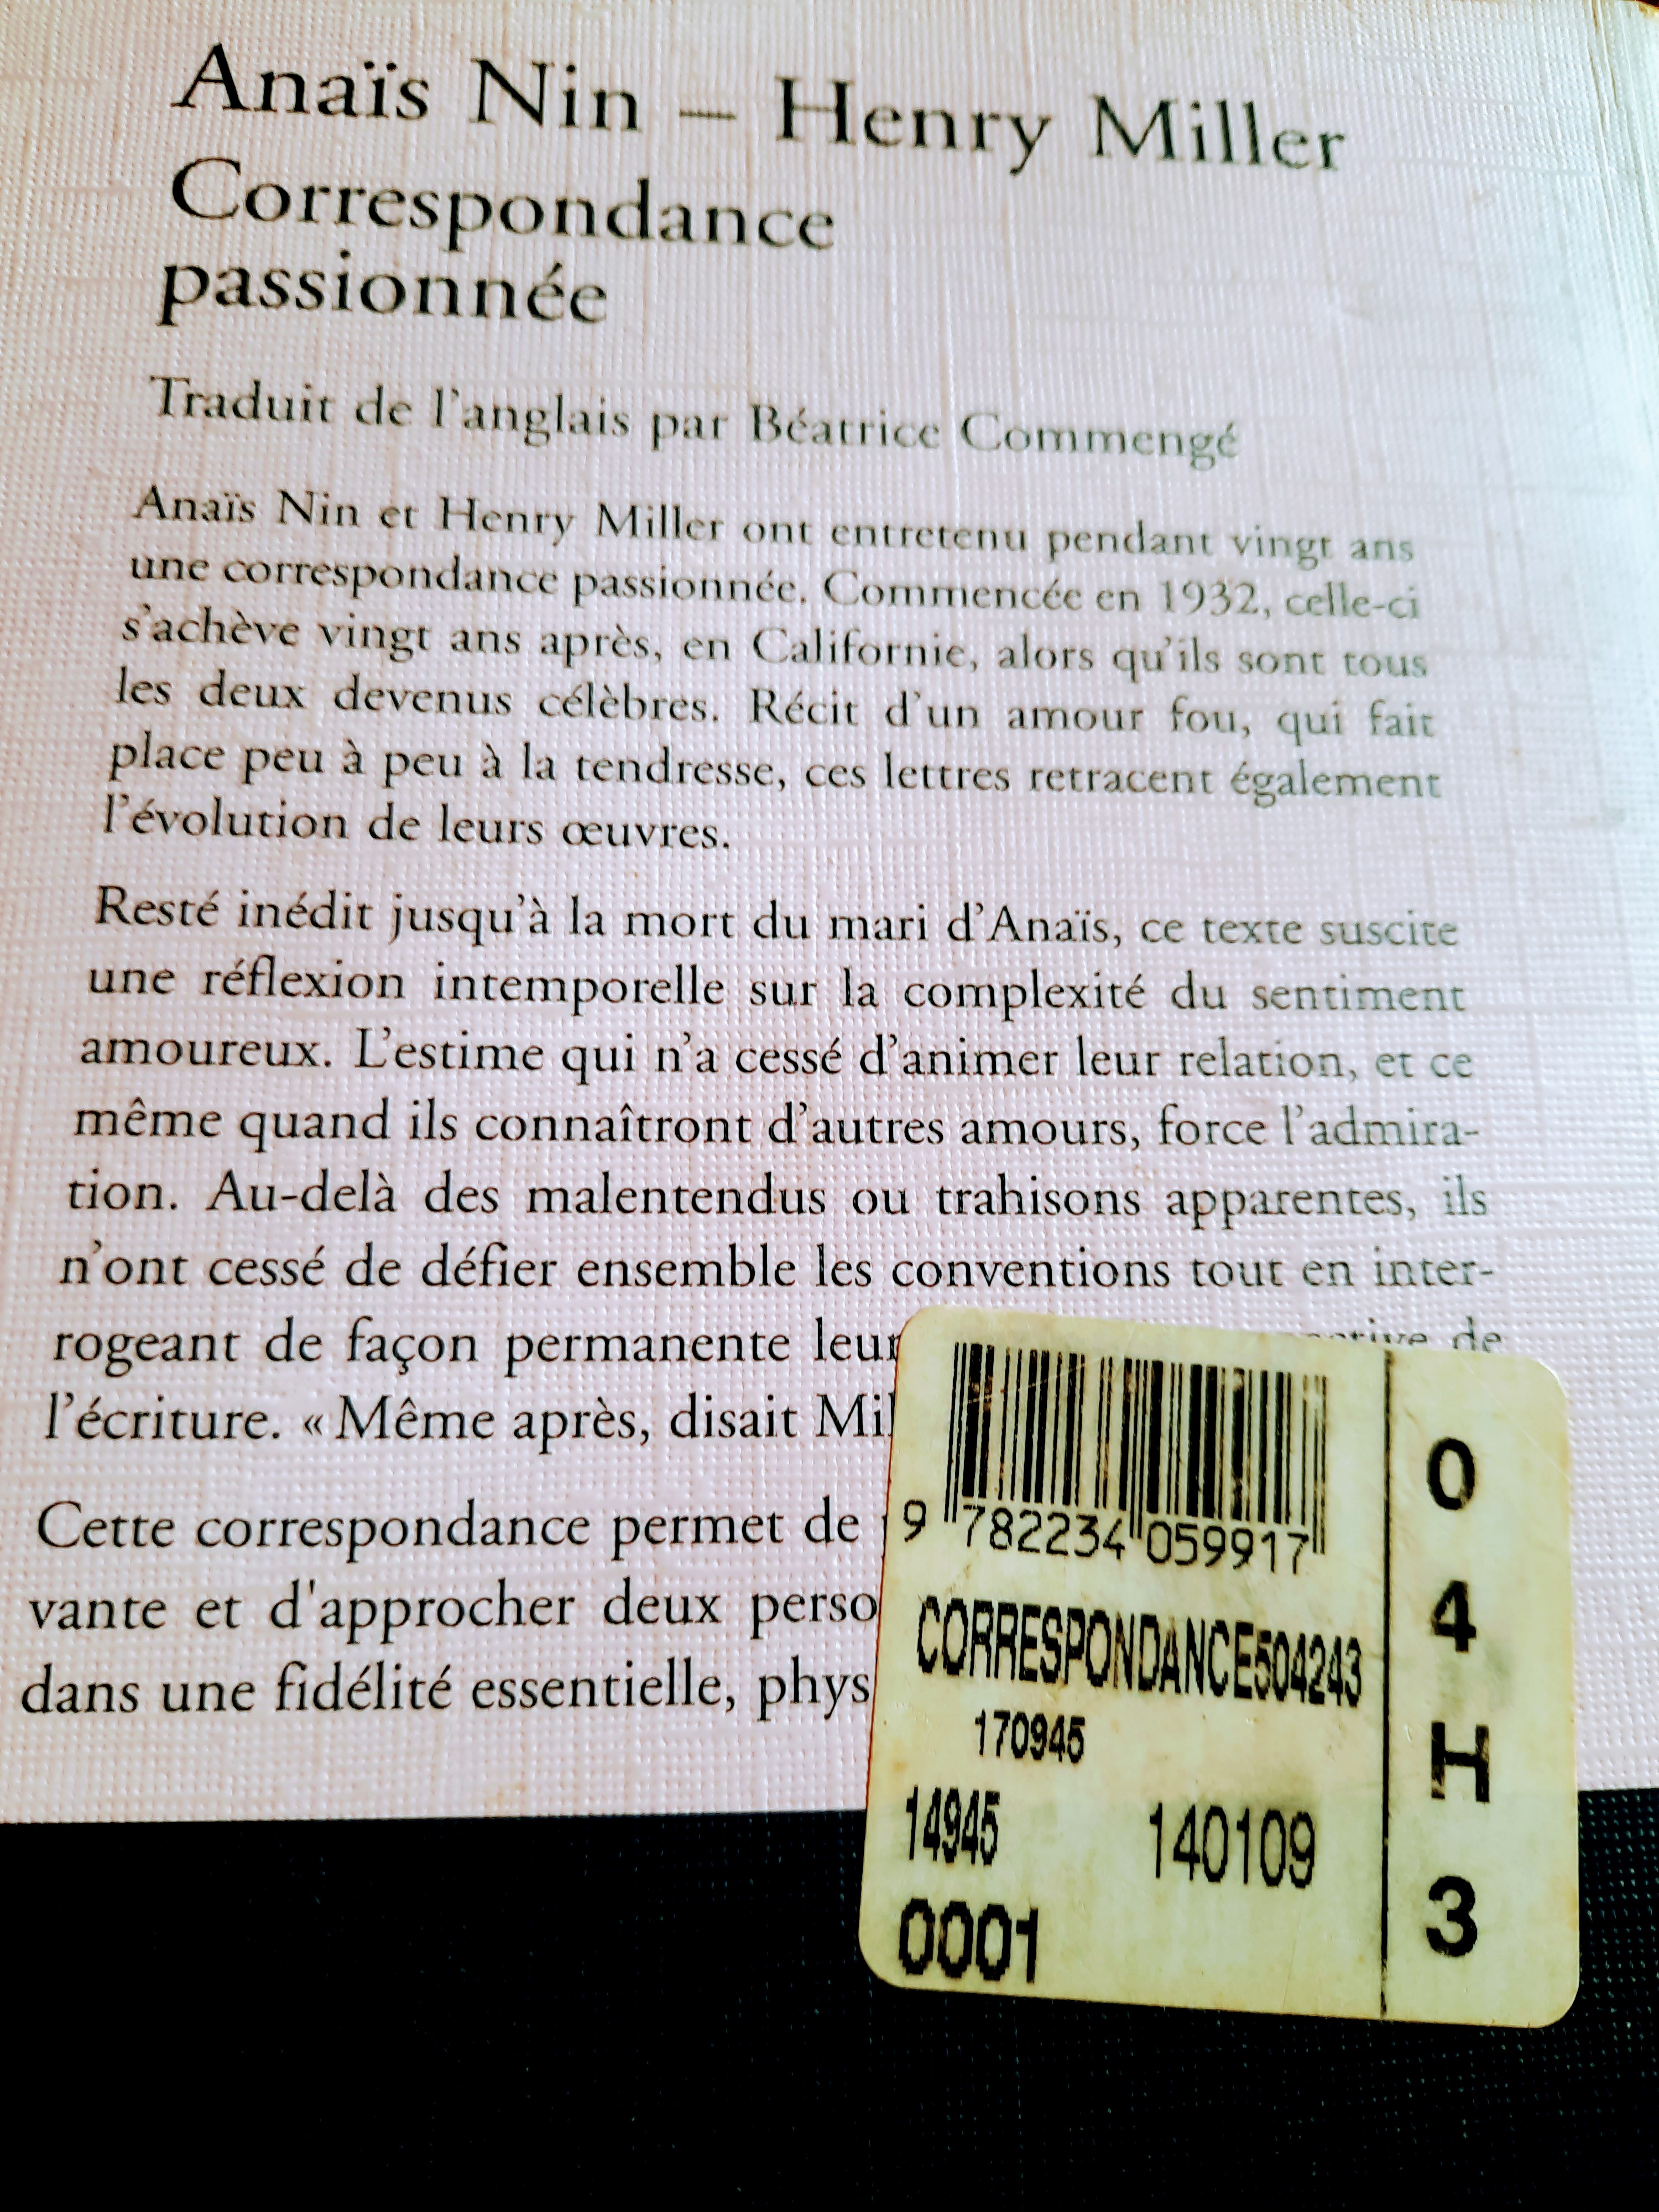 Anaïs Nin – Henry Miller
Correspondance
passionnée
Traduit de l'anglais par Béatrice Commengé
Anaïs Nin et Henry Miller ont entretenu pendant vingt ans
une correspondance passionnée. Commencée en 1932, celle-ci
s'achève vingt ans après, en Californie, alors qu'ils sont tous
les deux devenus célèbres. Récit d'un amour fou, qui fait
place peu à peu à la tendresse, ces lettres retracent également
l'évolution de leurs œuvres.
Resté inédit jusqu'à la mort du mari d'Anaïs, ce texte suscite
une réflexion intemporelle sur la complexité du sentiment
amoureux. L'estime qui n'a cessé d'animer leur relation, et ce
même quand ils connaîtront d'autres amours, force l'admira-
tion. Au-delà des malentendus ou trahisons apparentes, ils
n'ont cessé de défier ensemble les conventions tout en inter-
rogeant de façon permanente leur de
l'écriture. « Même après, disait Mil
Cette correspondance permet de
vante et d'approcher deux perso
dans une fidélité essentielle, phys
9 782234 059917
CORRESPONDANCE504243
170945
14945 140109
0001
0
4
H
3